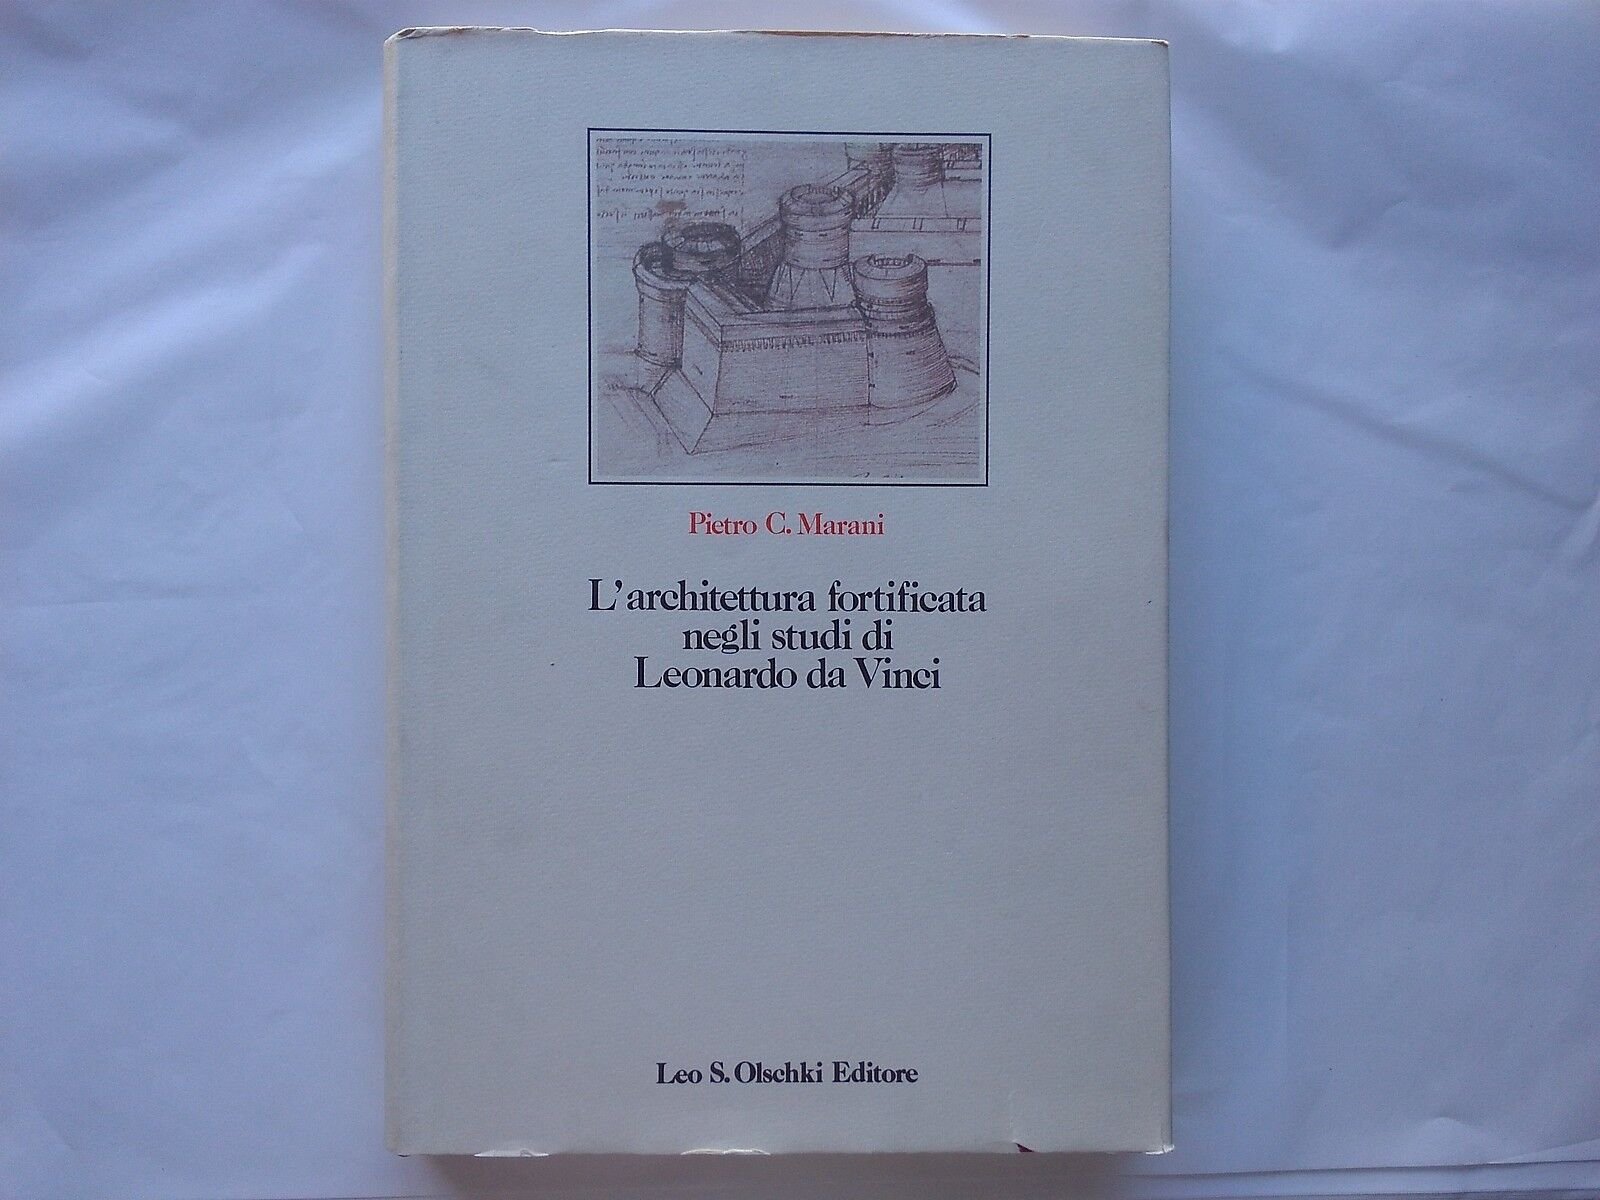 Pietro C. Marani
L'architettura fortificata
negli studi di
Leonardo da Vinci
Leo S. Olschki Editore